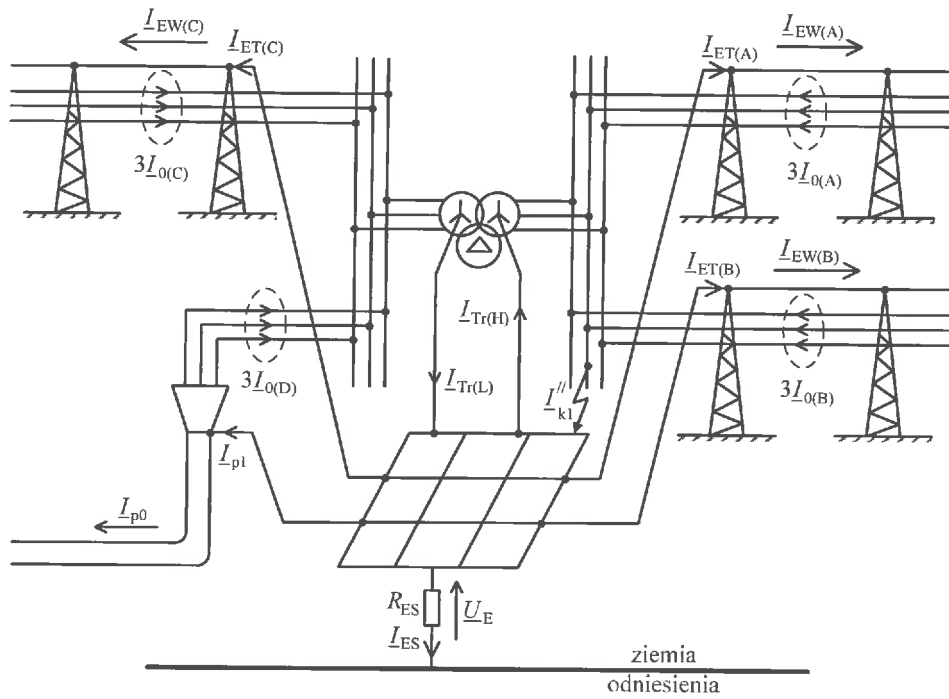 I_EW(C)
I_ET(C)
I_ET(A)
I_EW(A)
3I_0(C)
3I_0(A)
I_ET(B)
I_EW(B)
I_Tr(H)
3I_0(D)
I_Tr(L)
I''_k1
3I_0(B)
I_p1
I_p0
R_ES
U_E
I_ES
ziemia
odniesienia